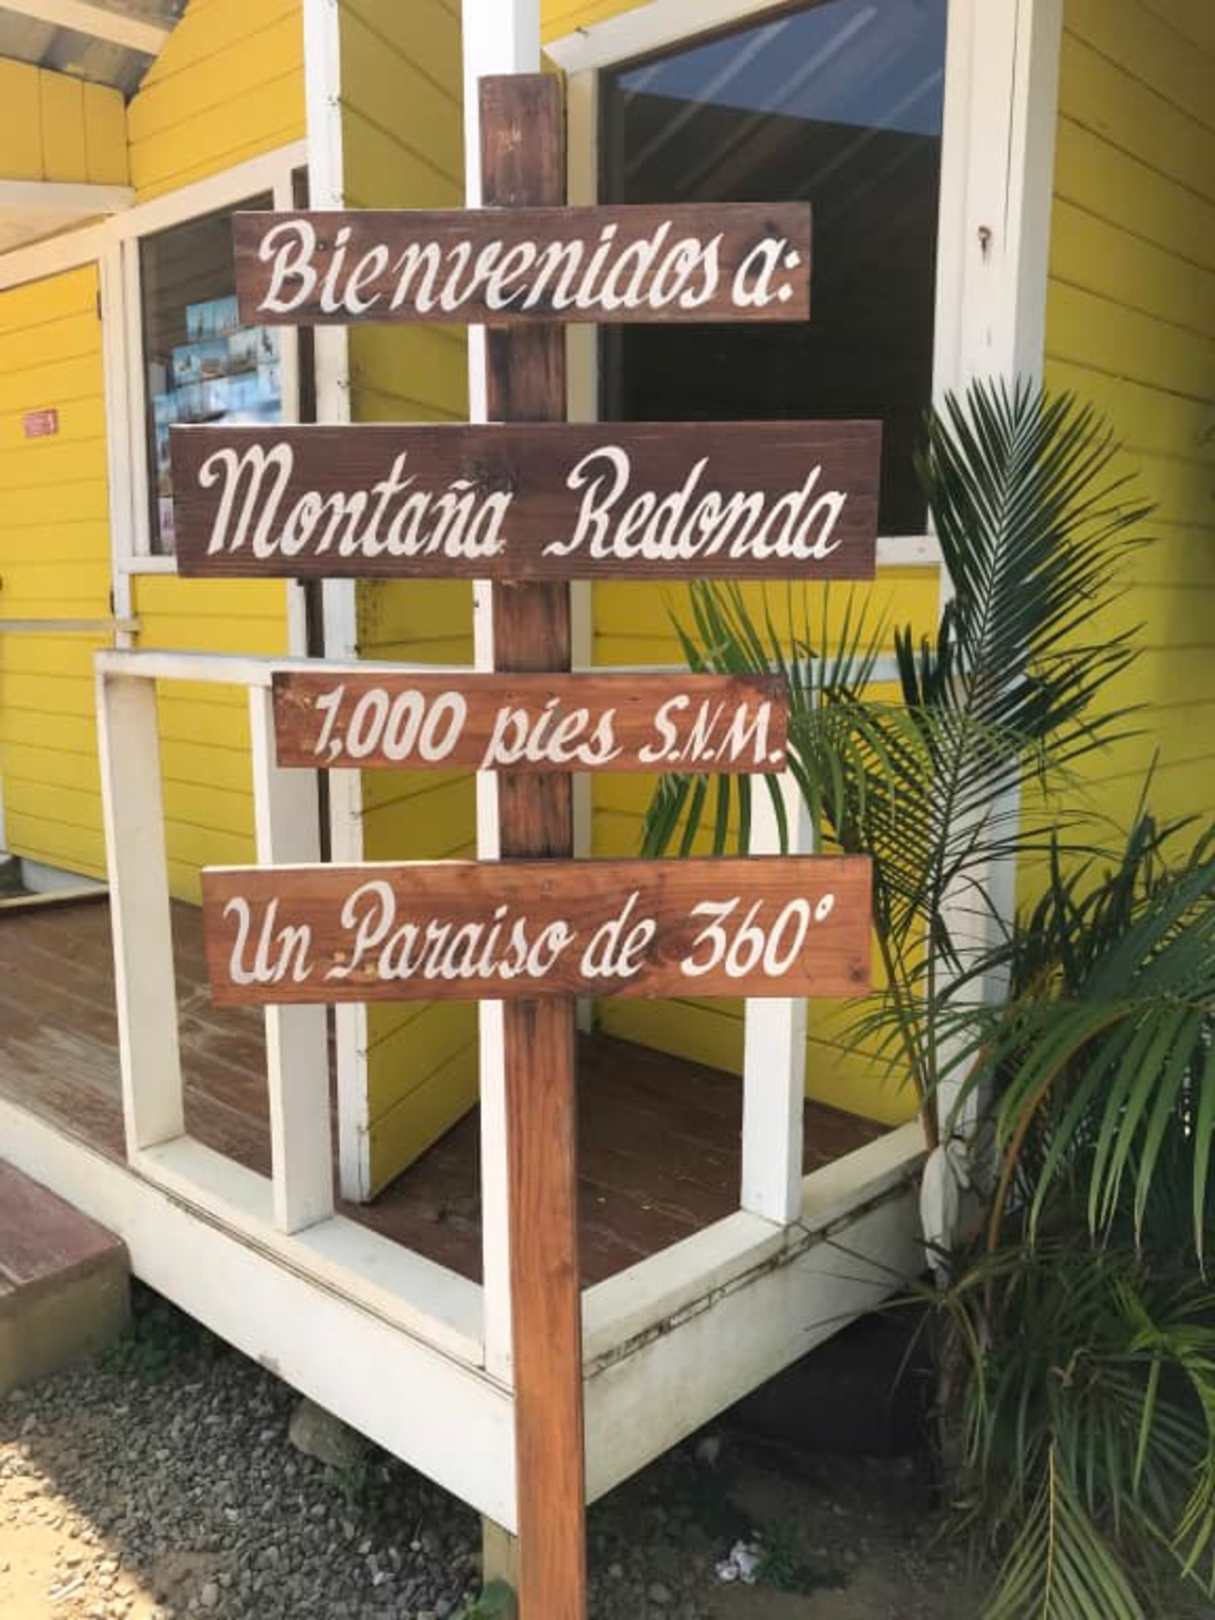 Bienvenidos a:
Montaña Redonda
1,000 pies S.N.M.
Un Paraiso de 360°